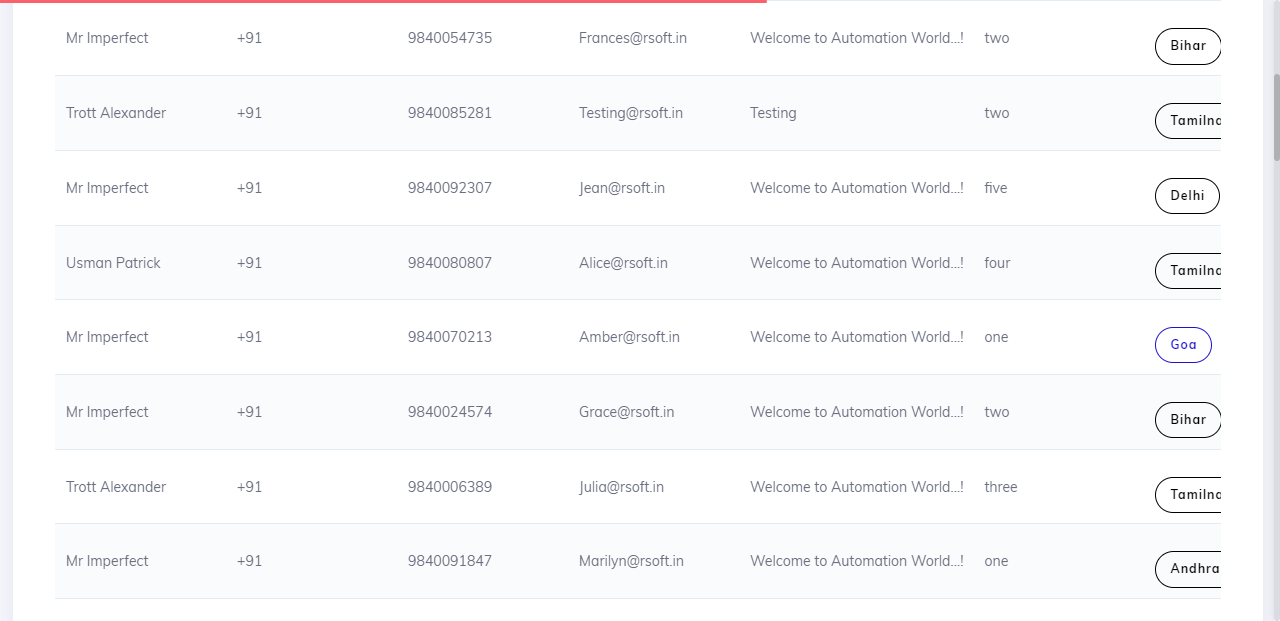 Mr Imperfect +91 9840054735 Frances@rsoft.in Welcome to Automation World...! two Bihar
Trott Alexander +91 9840085281 Testing@rsoft.in Testing two Tamilna
Mr Imperfect +91 9840092307 Jean@rsoft.in Welcome to Automation World...! five Delhi
Usman Patrick +91 9840080807 Alice@rsoft.in Welcome to Automation World...! four Tamilna
Mr Imperfect +91 9840070213 Amber@rsoft.in Welcome to Automation World...! one Goa
Mr Imperfect +91 9840024574 Grace@rsoft.in Welcome to Automation World...! two Bihar
Trott Alexander +91 9840006389 Julia@rsoft.in Welcome to Automation World...! three Tamilna
Mr Imperfect +91 9840091847 Marilyn@rsoft.in Welcome to Automation World...! one Andhra